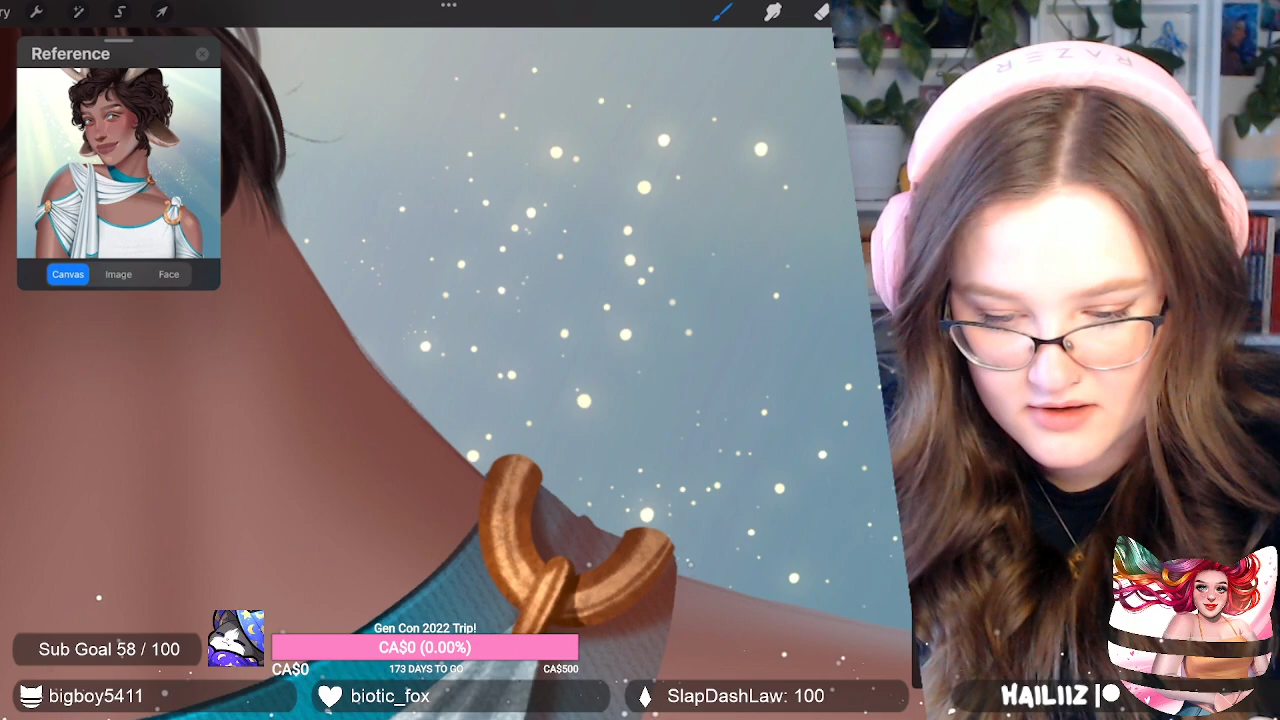 ry
Reference
Canvas
Image
Face
RAZER
Gen Con 2022 Trip!
CA$0 (0.00%)
CA$0
173 DAYS TO GO
CA$500
Sub Goal 58 / 100
bigboy5411
biotic_fox
SlapDashLaw: 100
HAILIIZ |